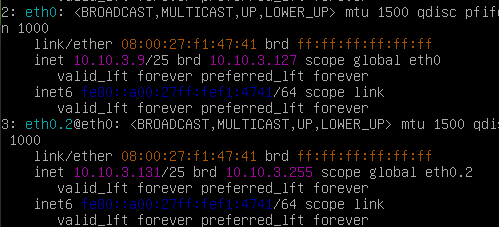 2: eth0: <BROADCAST,MULTICAST,UP,LOWER_UP> mtu 1500 qdisc pfifo
n 1000
link/ether 08:00:27:f1:47:41 brd ff:ff:ff:ff:ff:ff
inet 10.10.3.9/25 brd 10.10.3.127 scope global eth0
valid_lft forever preferred_lft forever
inet6 fe80::a00:27ff:fef1:4741/64 scope link
valid_lft forever preferred_lft forever
3: eth0.2@eth0: <BROADCAST,MULTICAST,UP,LOWER_UP> mtu 1500 qdisc
1000
link/ether 08:00:27:f1:47:41 brd ff:ff:ff:ff:ff:ff
inet 10.10.3.131/25 brd 10.10.3.255 scope global eth0.2
valid_lft forever preferred_lft forever
inet6 fe80::a00:27ff:fef1:4741/64 scope link
valid_lft forever preferred_lft forever